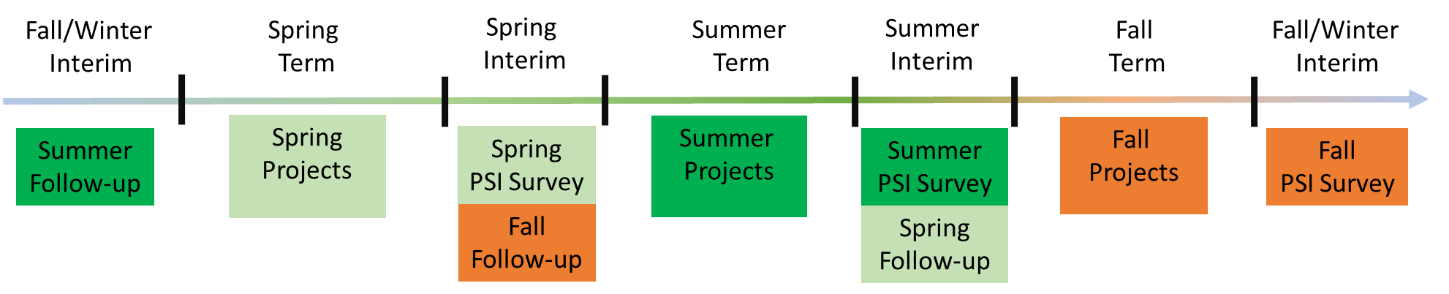 Fall/Winter
Interim
Spring
Term
Spring
Interim
Summer
Term
Summer
Interim
Fall
Term
Fall/Winter
Interim
Summer
Follow-up
Spring
Projects
Spring
PSI Survey
Fall
Follow-up
Summer
Projects
Summer
PSI Survey
Spring
Follow-up
Fall
Projects
Fall
PSI Survey